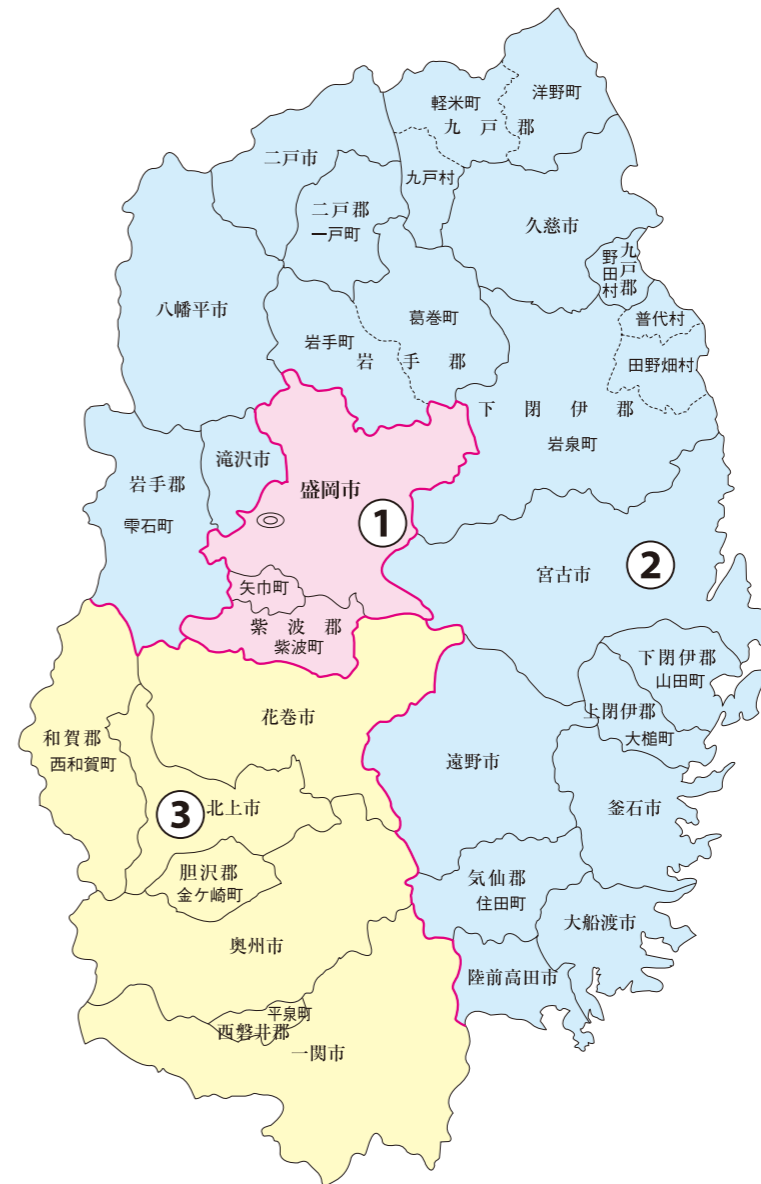 洋野町
軽米町
九戸郡
二戸市
九戸村
二戸郡
一戸町
久慈市
九戸郡
野田村
八幡平市
葛巻町
普代村
岩手町
岩手郡
田野畑村
下閉伊郡
岩泉町
滝沢市
岩手郡
盛岡市
雫石町
①
②
宮古市
矢巾町
紫波郡
紫波町
下閉伊郡
山田町
花巻市
上閉伊郡
和賀郡
大槌町
西和賀町
遠野市
釜石市
③
北上市
胆沢郡
金ケ崎町
気仙郡
住田町
大船渡市
奥州市
陸前高田市
平泉町
西磐井郡
一関市